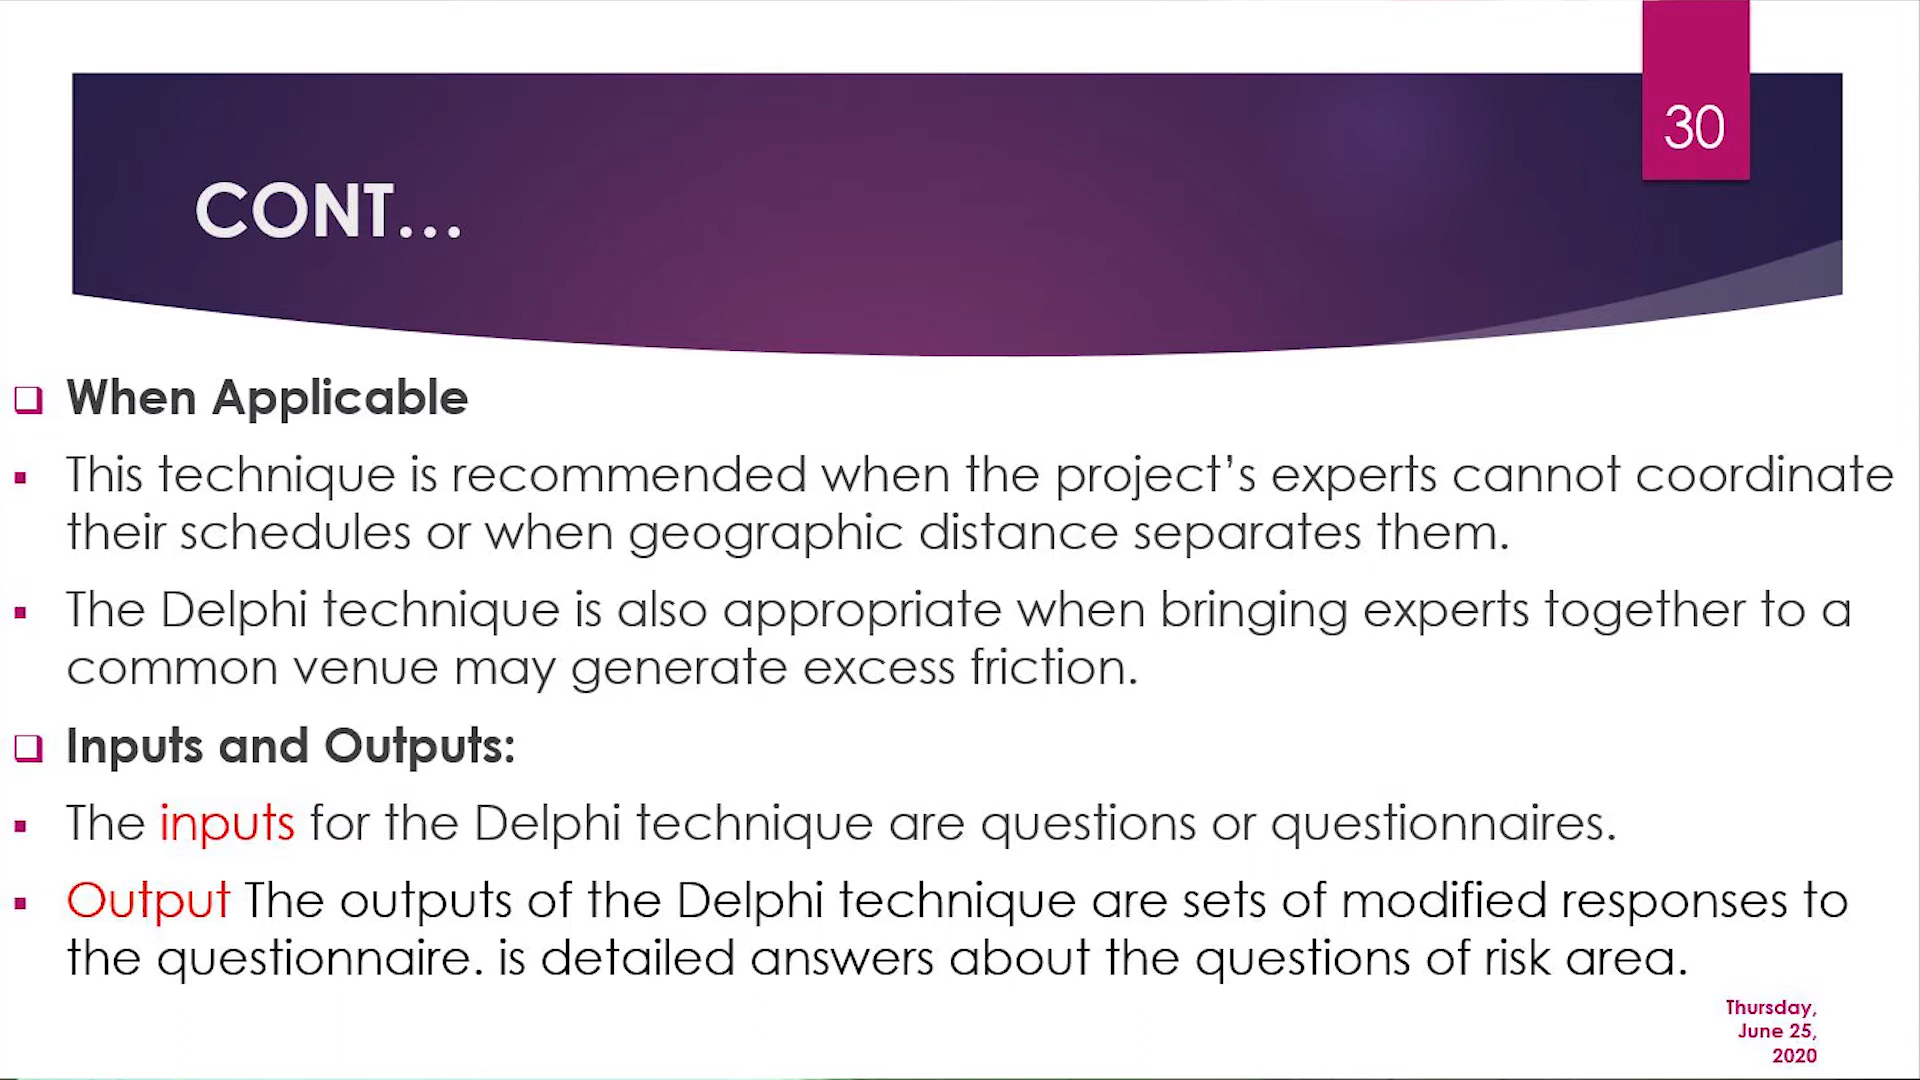 30
CONT...
When Applicable
This technique is recommended when the project's experts cannot coordinate
their schedules or when geographic distance separates them.
The Delphi technique is also appropriate when bringing experts together to a
common venue may generate excess friction.
Inputs and Outputs:
The inputs for the Delphi technique are questions or questionnaires.
Output The outputs of the Delphi technique are sets of modified responses to
the questionnaire. is detailed answers about the questions of risk area.
Thursday,
June 25,
2020